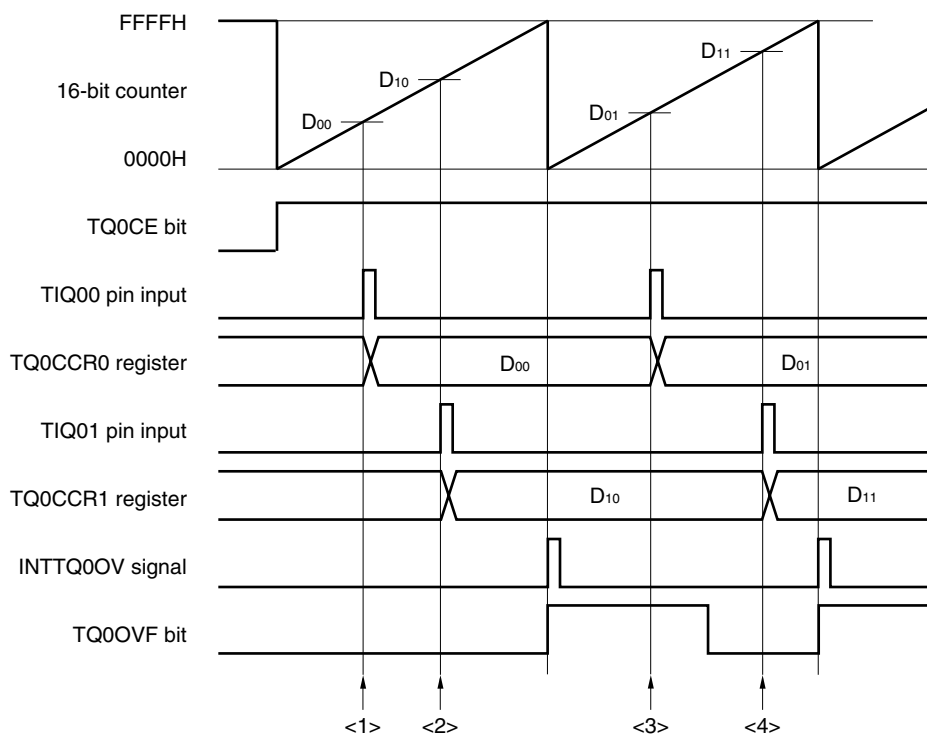 FFFFH
16-bit counter
0000H
D00
D10
D01
D11
TQ0CE bit
TIQ00 pin input
TQ0CCR0 register
D00
D01
TIQ01 pin input
TQ0CCR1 register
D10
D11
INTTQ0OV signal
TQ0OVF bit
<1>
<2>
<3>
<4>